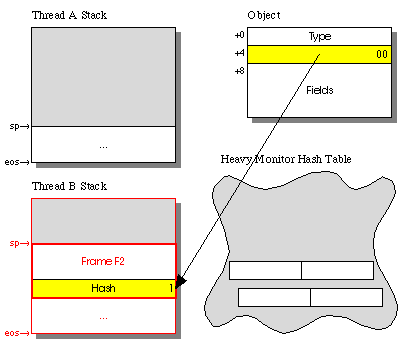 Thread A Stack
sp→
...
eos→
Object
+0
Type
+4
00
+8
Fields
Thread B Stack
sp→
Frame F2
Hash
1
...
eos→
Heavy Monitor Hash Table